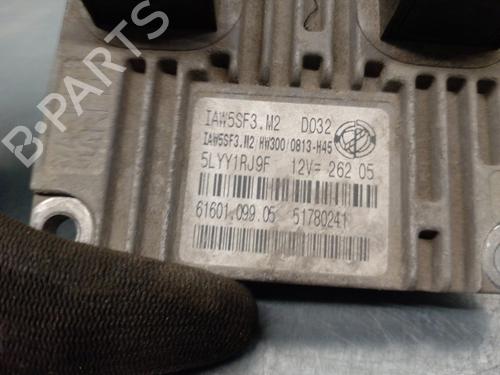 IAW5SF3.M2 D032
IAW5SF3.M2 HW300 0813-H45
5LYY1RJ9F 12V= 262 05
61601.099.05 51780241
B-PARTS